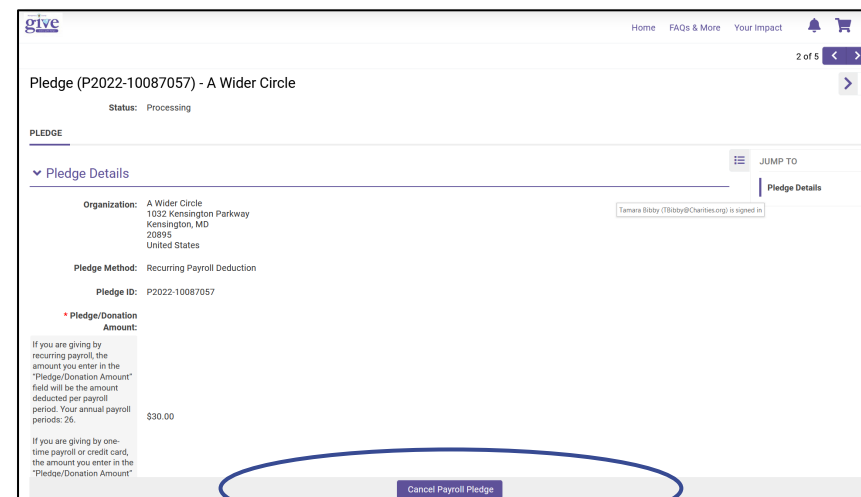 give
Home FAQs & More Your Impact
2 of 5
Pledge (P2022-10087057) - A Wider Circle
Status: Processing
PLEDGE
Pledge Details
JUMP TO
Pledge Details
Tamara Bibby (TBibby@Charities.org) is signed in
Organization: A Wider Circle
1032 Kensington Parkway
Kensington, MD
20895
United States
Pledge Method: Recurring Payroll Deduction
Pledge ID: P2022-10087057
* Pledge/Donation
Amount:
If you are giving by
recurring payroll, the
amount you enter in the
"Pledge/Donation Amount"
field will be the amount
deducted per payroll
period. Your annual payroll
periods: 26.
$30.00
If you are giving by one-
time payroll or credit card,
the amount you enter in the
"Pledge/Donation Amount"
Cancel Payroll Pledge